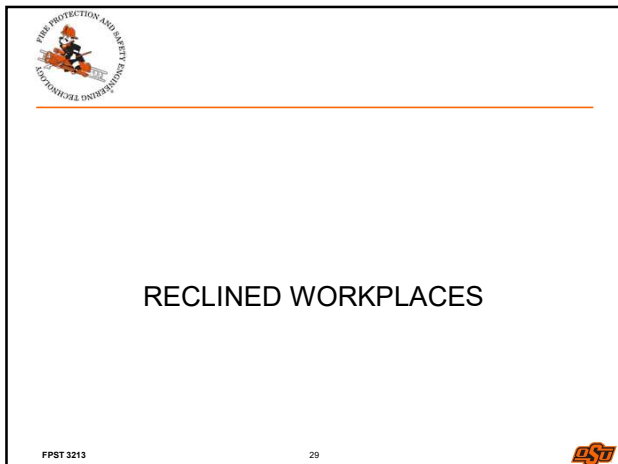 FIRE PROTECTION AND SAFETY ENGINEERING TECHNOLOGY
®
RECLINED WORKPLACES
FPST 3213
29
OSU